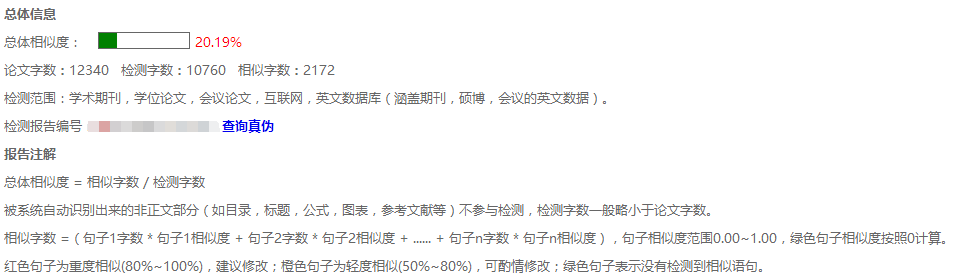 总体信息
总体相似度： 20.19%
论文字数：12340 检测字数：10760 相似字数：2172
检测范围：学术期刊，学位论文，会议论文，互联网，英文数据库（涵盖期刊，硕博，会议的英文数据）。
检测报告编号 查询真伪
报告注解
总体相似度 = 相似字数 / 检测字数
被系统自动识别出来的非正文部分（如目录，标题，公式，图表，参考文献等）不参与检测，检测字数一般略小于论文字数。
相似字数 =（句子1字数 * 句子1相似度 + 句子2字数 * 句子2相似度 + ...... + 句子n字数 * 句子n相似度），句子相似度范围0.00~1.00，绿色句子相似度按照0计算。
红色句子为重度相似(80%~100%)，建议修改；橙色句子为轻度相似(50%~80%)，可酌情修改；绿色句子表示没有检测到相似语句。